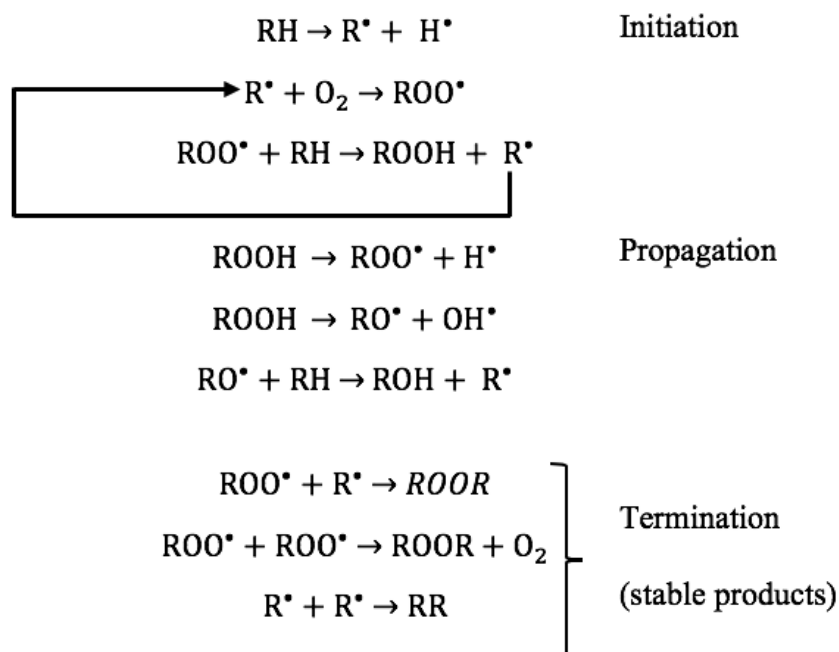 RH → R• + H• Initiation
R• + O₂ → ROO•
ROO• + RH → ROOH + R•
ROOH → ROO• + H• Propagation
ROOH → RO• + OH•
RO• + RH → ROH + R•
ROO• + R• → ROOR
ROO• + ROO• → ROOR + O₂
Termination
R• + R• → RR
(stable products)